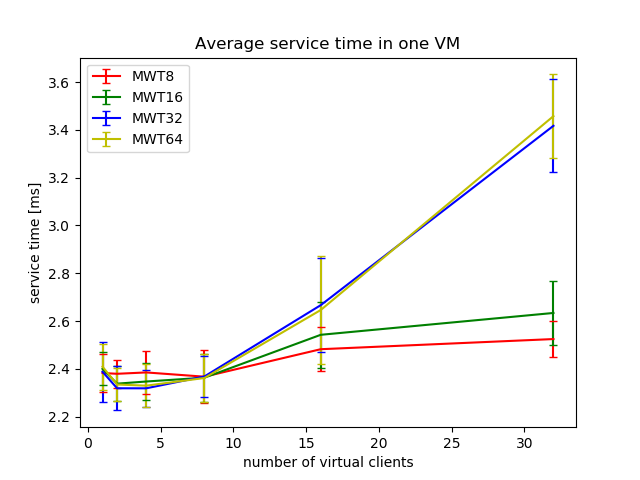 Average service time in one VM
MWT8
MWT16
MWT32
MWT64
3.6
3.4
3.2
3.0
2.8
2.6
2.4
2.2
service time [ms]
0 5 10 15 20 25 30
number of virtual clients